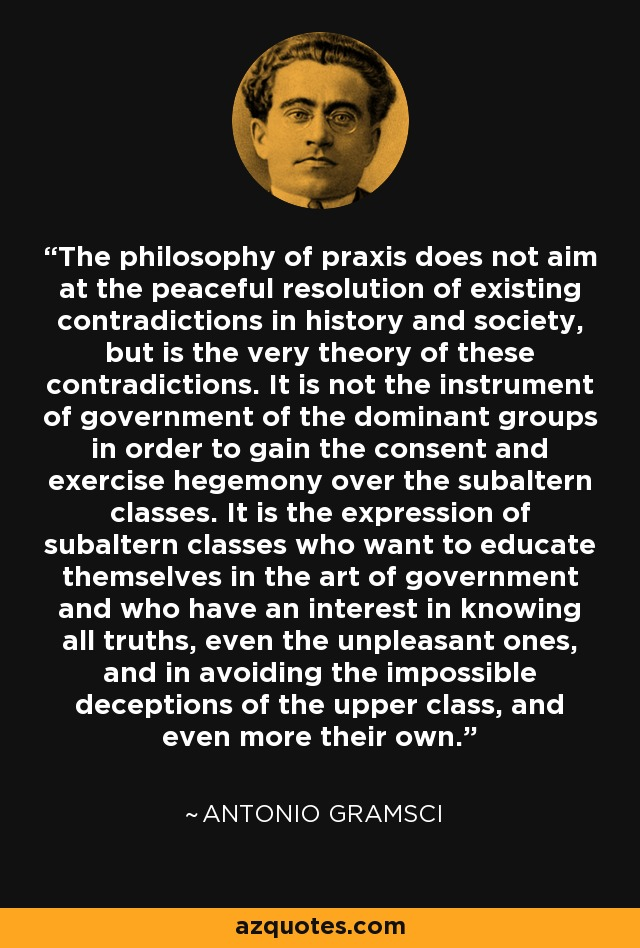 “The philosophy of praxis does not aim
at the peaceful resolution of existing
contradictions in history and society,
but is the very theory of these
contradictions. It is not the instrument
of government of the dominant groups
in order to gain the consent and
exercise hegemony over the subaltern
classes. It is the expression of
subaltern classes who want to educate
themselves in the art of government
and who have an interest in knowing
all truths, even the unpleasant ones,
and in avoiding the impossible
deceptions of the upper class, and
even more their own.”
~ANTONIO GRAMSCI
azquotes.com